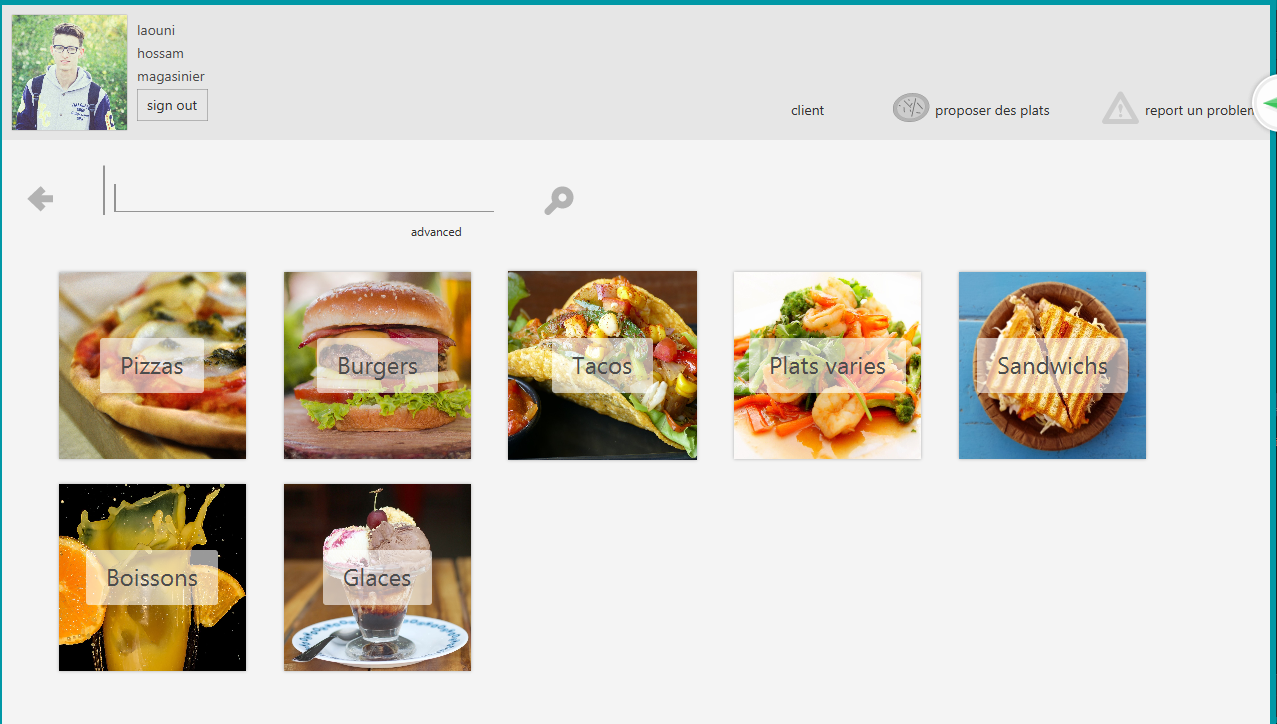 laouni
hossam
magasinier
sign out
client
proposer des plats
report un problem
advanced
Pizzas
Burgers
Tacos
Plats varies
Sandwichs
Boissons
Glaces